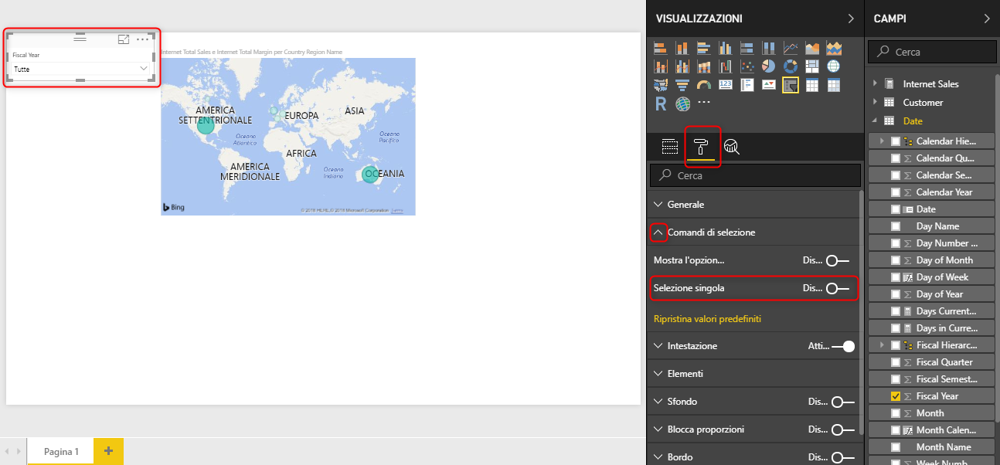 Fiscal Year
Tutte
Internet Total Sales e Internet Total Margin per Country Region Name
AMERICA
SETTENTRIONALE
EUROPA
ASIA
Oceano
Atlantico
Oceano
Pacifico
AFRICA
AMERICA
MERIDIONALE
Oceano
Indiano
OCEANIA
Bing
© 2018 HERE © 2018 Microsoft Corporation Terms
Pagina 1
VISUALIZZAZIONI
123
R
Cerca
Generale
Comandi di selezione
Mostra l'opzion... Dis...
Selezione singola Dis...
Ripristina valori predefiniti
Intestazione Atti...
Elementi
Sfondo Dis...
Blocca proporzioni Dis...
Bordo Dis...
CAMPI
Cerca
Internet Sales
Customer
Date
Calendar Hie...
Calendar Qu...
Calendar Se...
Calendar Year
Date
Day Name
Day Number ...
Day of Month
Day of Week
Day of Year
Days Current...
Days in Curre...
Fiscal Hierarc...
Fiscal Quarter
Fiscal Semest...
Fiscal Year
Month
Month Calen...
Month Name
Week Numb...